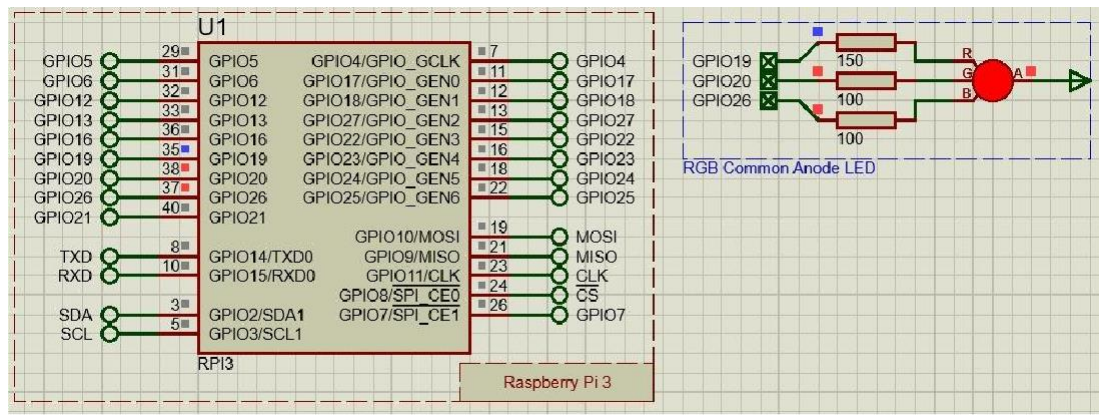 U1
GPIO5 29 GPIO5 GPIO4/GPIO_GCLK 7 GPIO4
GPIO6 31 GPIO6 GPIO17/GPIO_GEN0 11 GPIO17
GPIO12 32 GPIO12 GPIO18/GPIO_GEN1 12 GPIO18
GPIO13 33 GPIO13 GPIO27/GPIO_GEN2 13 GPIO27
GPIO16 36 GPIO16 GPIO22/GPIO_GEN3 15 GPIO22
GPIO19 35 GPIO19 GPIO23/GPIO_GEN4 16 GPIO23
GPIO20 38 GPIO20 GPIO24/GPIO_GEN5 18 GPIO24
GPIO26 37 GPIO26 GPIO25/GPIO_GEN6 22 GPIO25
GPIO21 40 GPIO21
GPIO10/MOSI 19 MOSI
TXD 8 GPIO14/TXD0 GPIO9/MISO 21 MISO
RXD 10 GPIO15/RXD0 GPIO11/CLK 23 CLK
GPIO8/SPI_CE0 24 CS
SDA 3 GPIO2/SDA1 GPIO7/SPI_CE1 26 GPIO7
SCL 5 GPIO3/SCL1
RPI3
Raspberry Pi 3
GPIO19 150 R
GPIO20 100 G A
GPIO26 100 B
RGB Common Anode LED